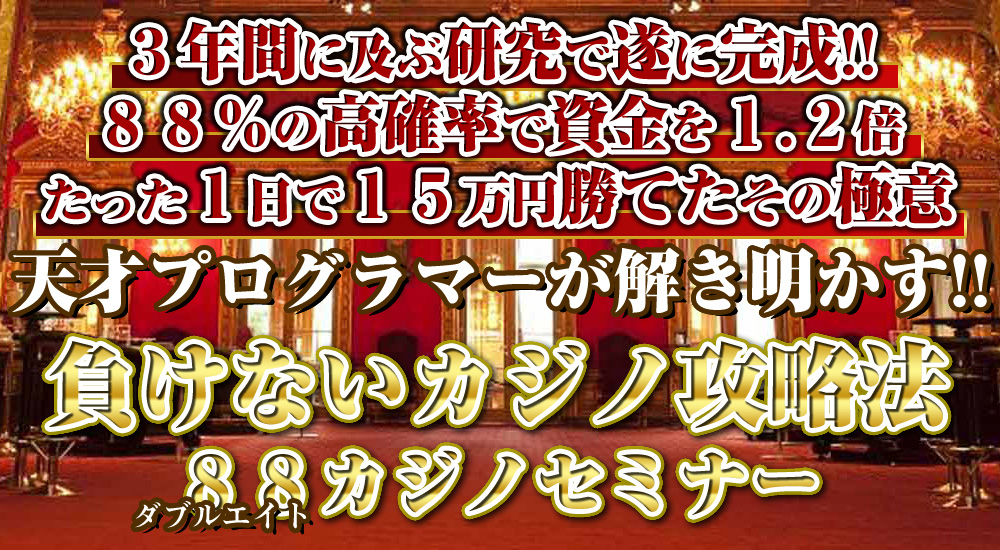 ３年間に及ぶ研究で遂に完成!!
８８％の高確率で資金を１.２倍
たった１日で１５万円勝てたその極意
天才プログラマーが解き明かす!!
負けないカジノ攻略法
８８カジノセミナー
ダブルエイト